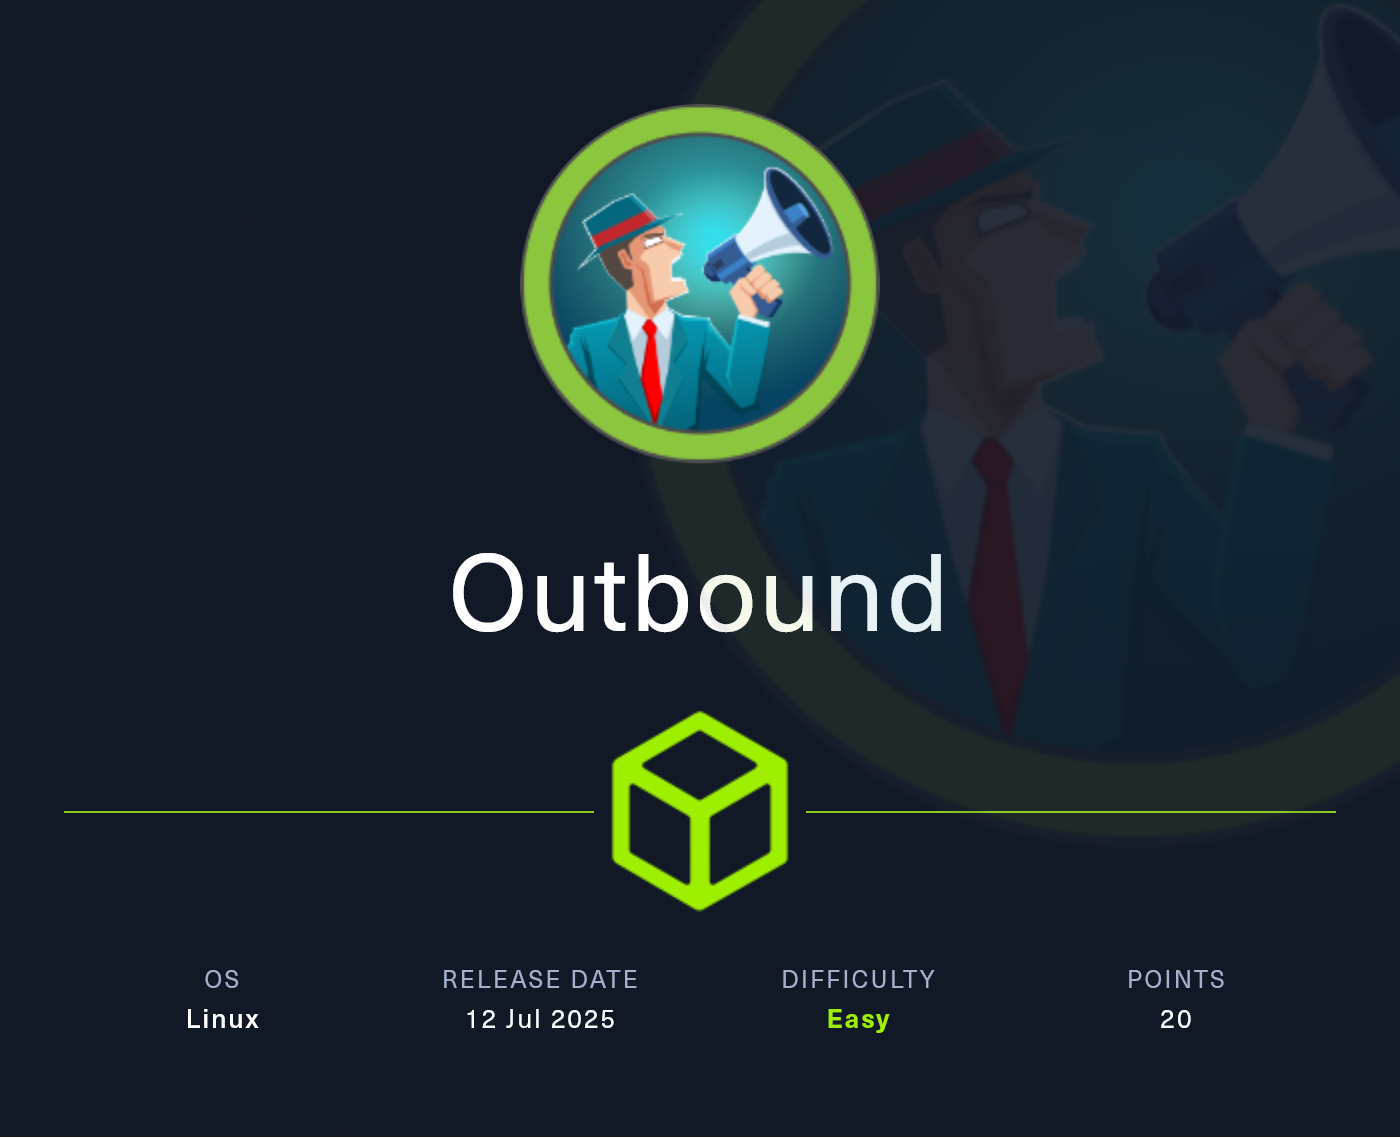 Outbound
OS
Linux
RELEASE DATE
12 Jul 2025
DIFFICULTY
Easy
POINTS
20